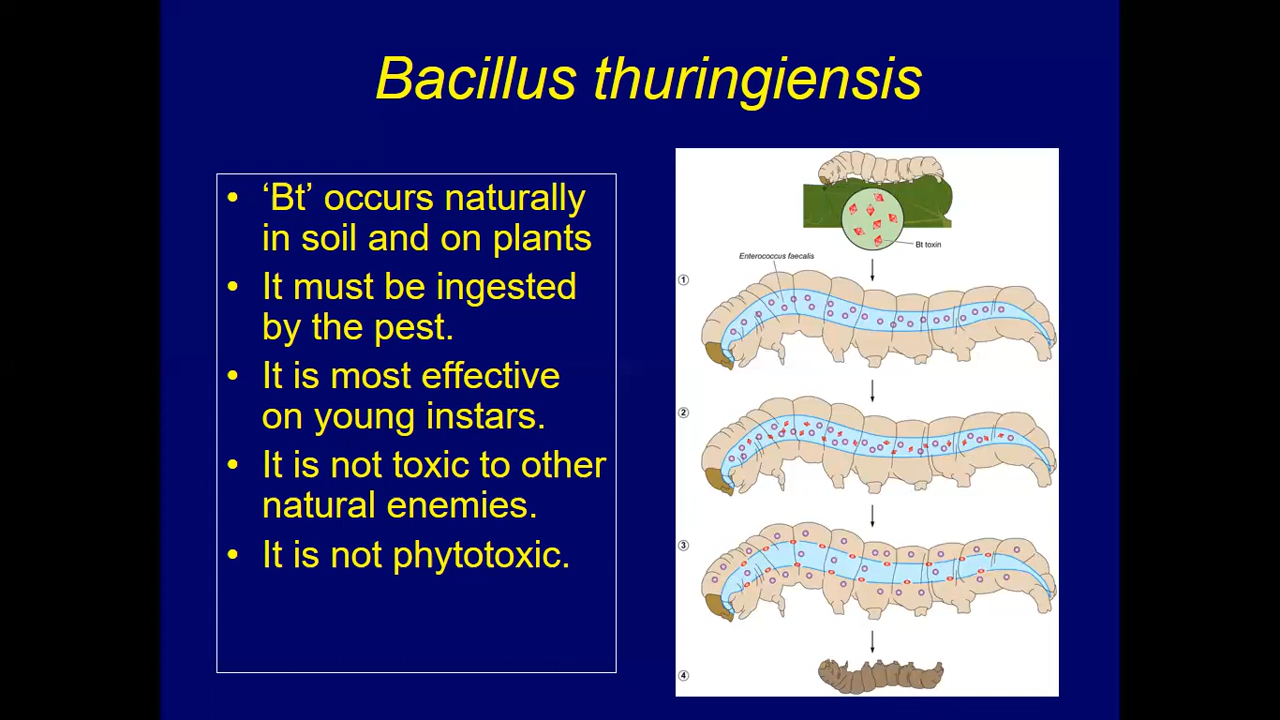 Bacillus thuringiensis
• ‘Bt’ occurs naturally
in soil and on plants
• It must be ingested
by the pest.
• It is most effective
on young instars.
• It is not toxic to other
natural enemies.
• It is not phytotoxic.
Bt toxin
Enterococcus faecalis
1
2
3
4